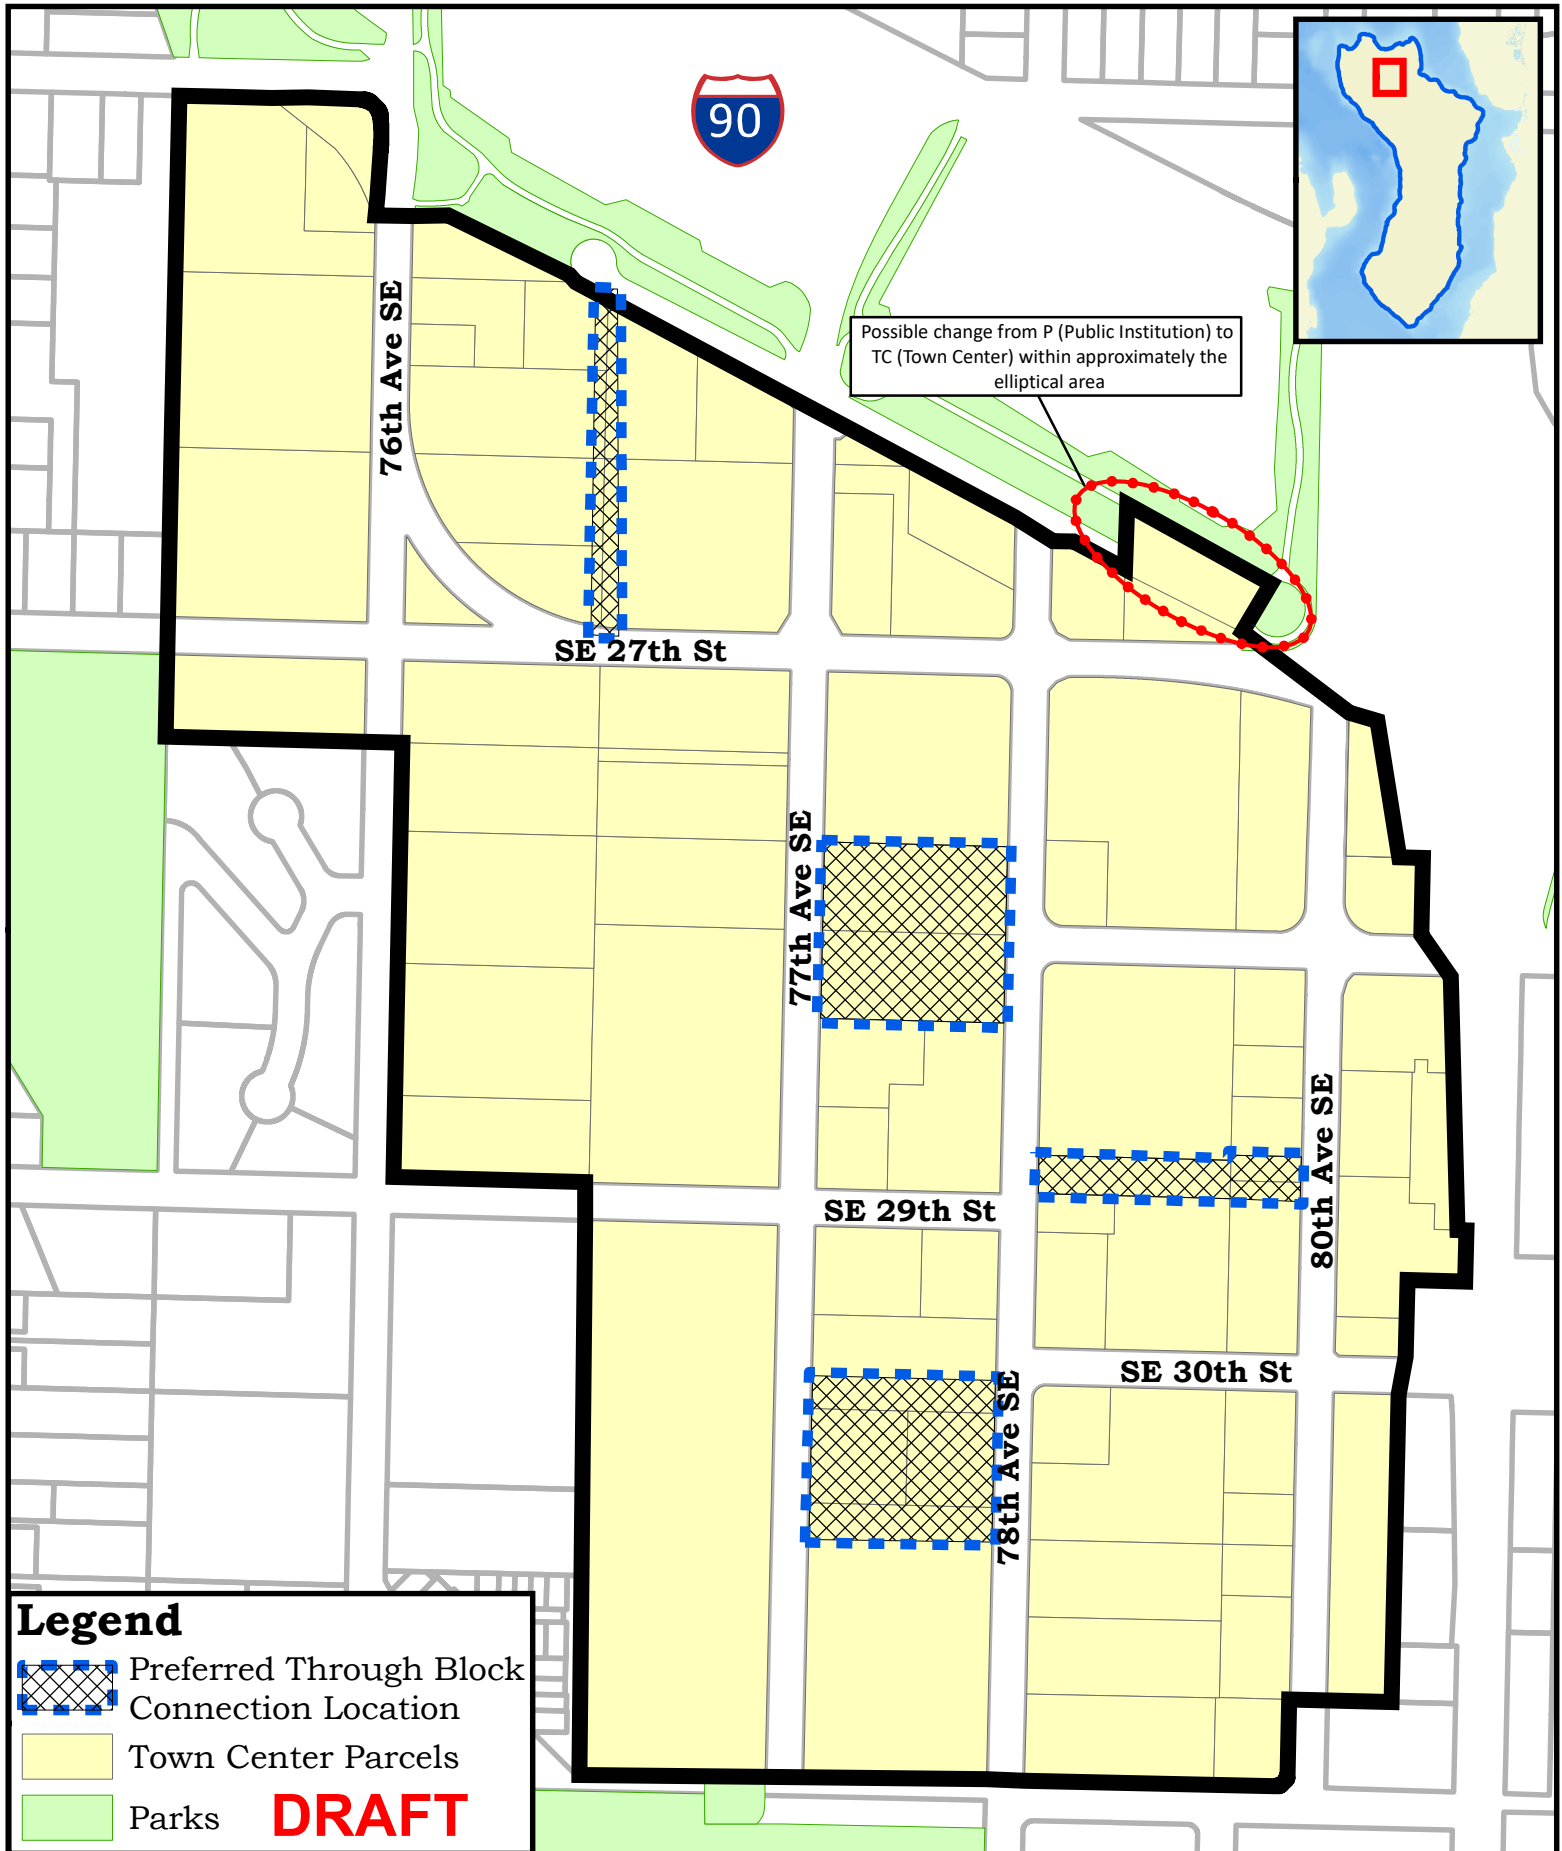 90
Possible change from P (Public Institution) to
TC (Town Center) within approximately the
elliptical area
76th Ave SE
SE 27th St
77th Ave SE
80th Ave SE
SE 29th St
SE 30th St
78th Ave SE
Legend
Preferred Through Block
Connection Location
Town Center Parcels
Parks
DRAFT